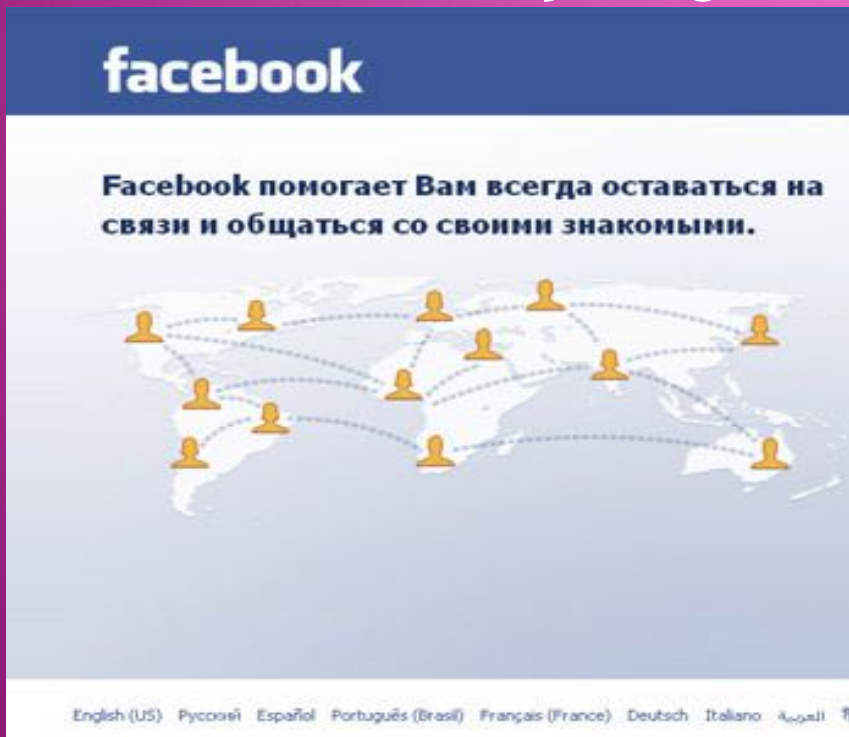 facebook
Facebook помогает Вам всегда оставаться на
связи и общаться со своими знакомыми.
English (US) Русский Español Português (Brasil) Français (France) Deutsch Italiano العربية